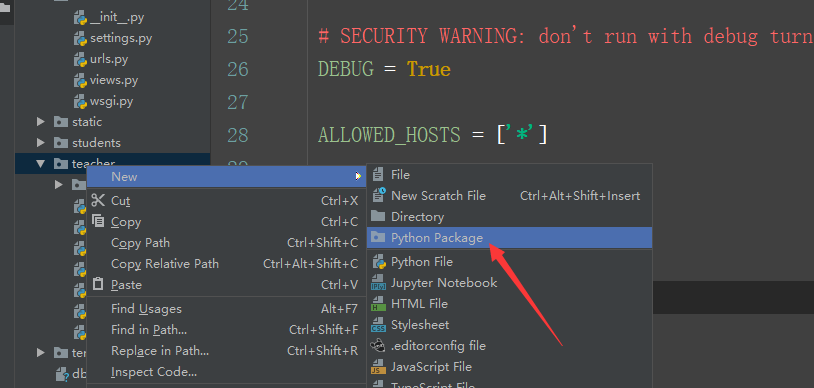 __init__.py
settings.py
urls.py
views.py
wsgi.py
static
students
teacher
24
25 # SECURITY WARNING: don't run with debug turn
26 DEBUG = True
27
28 ALLOWED_HOSTS = ['*']
New
Cut Ctrl+X
Copy Ctrl+C
Copy Path Ctrl+Shift+C
Copy Relative Path Ctrl+Alt+Shift+C
Paste Ctrl+V
Find Usages Alt+F7
Find in Path... Ctrl+Shift+F
Replace in Path... Ctrl+Shift+R
Inspect Code...
File
New Scratch File Ctrl+Alt+Shift+Insert
Directory
Python Package
Python File
Jupyter Notebook
HTML File
Stylesheet
.editorconfig file
JavaScript File
TypeScript File